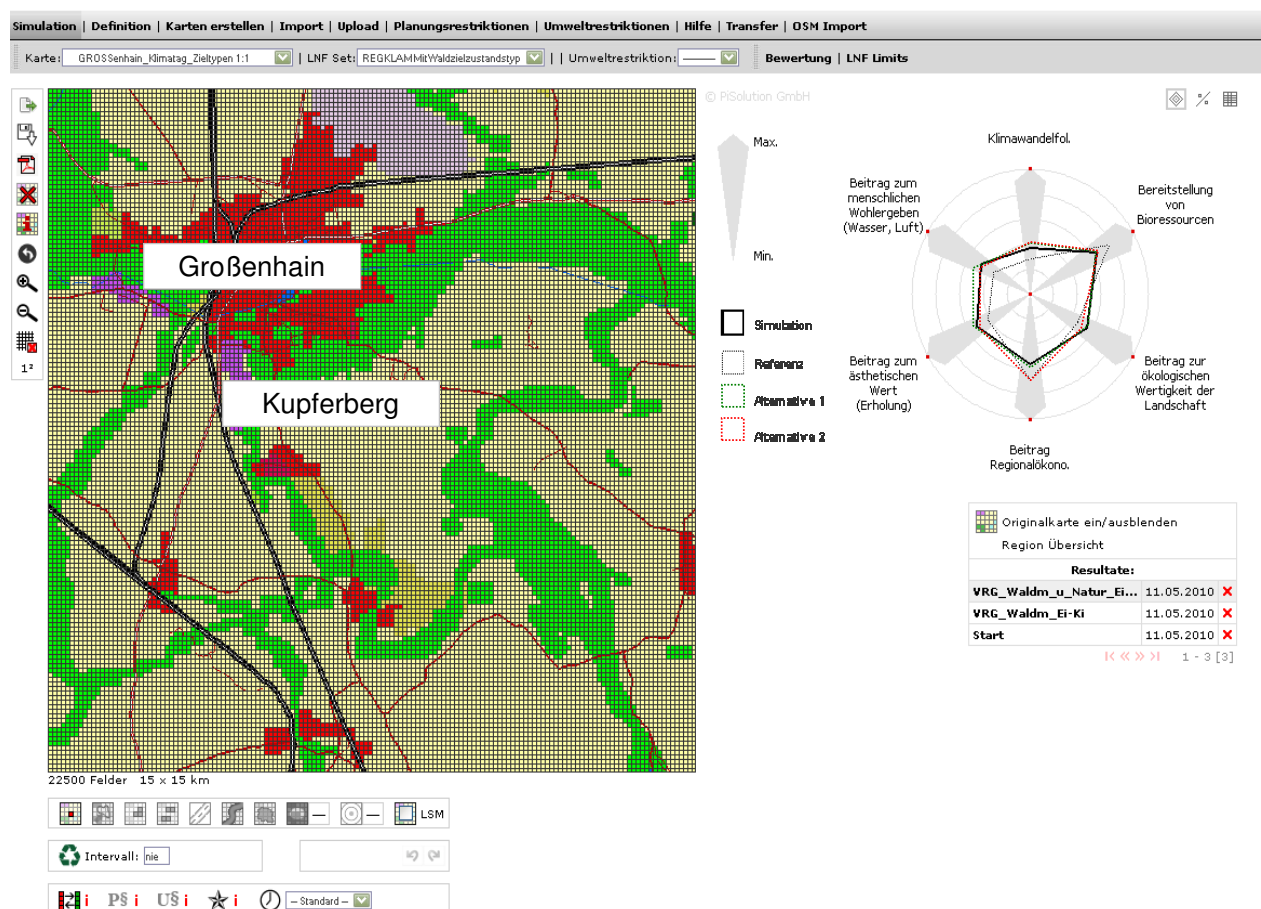 Simulation | Definition | Karten erstellen | Import | Upload | Planungsrestriktionen | Umweltrestriktionen | Hilfe | Transfer | OSM Import
Karte: GROSSenhain_Klimatag_Zieltypen 1:1 | LNF Set: REGKLAMMitWaldzielzustandstyp | | Umweltrestriktion: —— Bewertung | LNF Limits
© PiSolution GmbH
Max.
Min.
Klimawandelfol.
Beitrag zum
menschlichen
Wohlergeben
(Wasser, Luft)
Bereitstellung
von
Bioressourcen
Großenhain
Kupferberg
Simulation
Referenz
Alternative 1
Alternative 2
Beitrag zum
ästhetischen
Wert
(Erholung)
Beitrag zur
ökologischen
Wertigkeit der
Landschaft
Beitrag
Regionalökono.
1²
Originalkarte ein/ausblenden
Region Übersicht
Resultate:
VRG_Waldm_u_Natur_Ei... 11.05.2010
VRG_Waldm_Ei-Ki 11.05.2010
Start 11.05.2010
1 - 3 [3]
22500 Felder 15 x 15 km
LSM
Intervall: nie
i P§ i U§ i i – Standard –